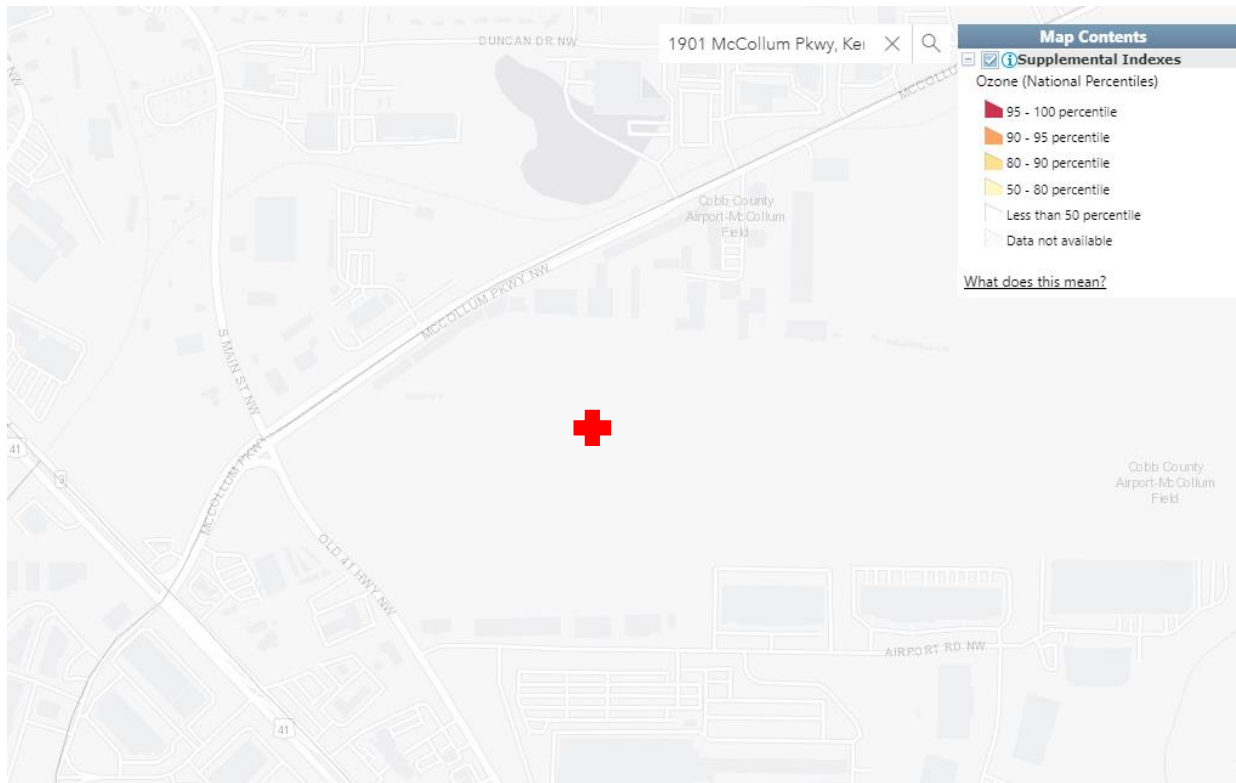 DUNCAN DR NW
1901 McCollum Pkwy, Ke
Map Contents
Supplemental Indexes
Ozone (National Percentiles)
95 - 100 percentile
90 - 95 percentile
80 - 90 percentile
50 - 80 percentile
Less than 50 percentile
Data not available
What does this mean?
MCCOLLU
Cobb County
Airport-McCollum
Field
MCCOLLUM PKWY NW
S MAIN ST NW
MCCOLLUM PKWY
41
3
Cobb County
Airport-McCollum
Field
OLD 41 HWY NW
AIRPORT RD NW
41